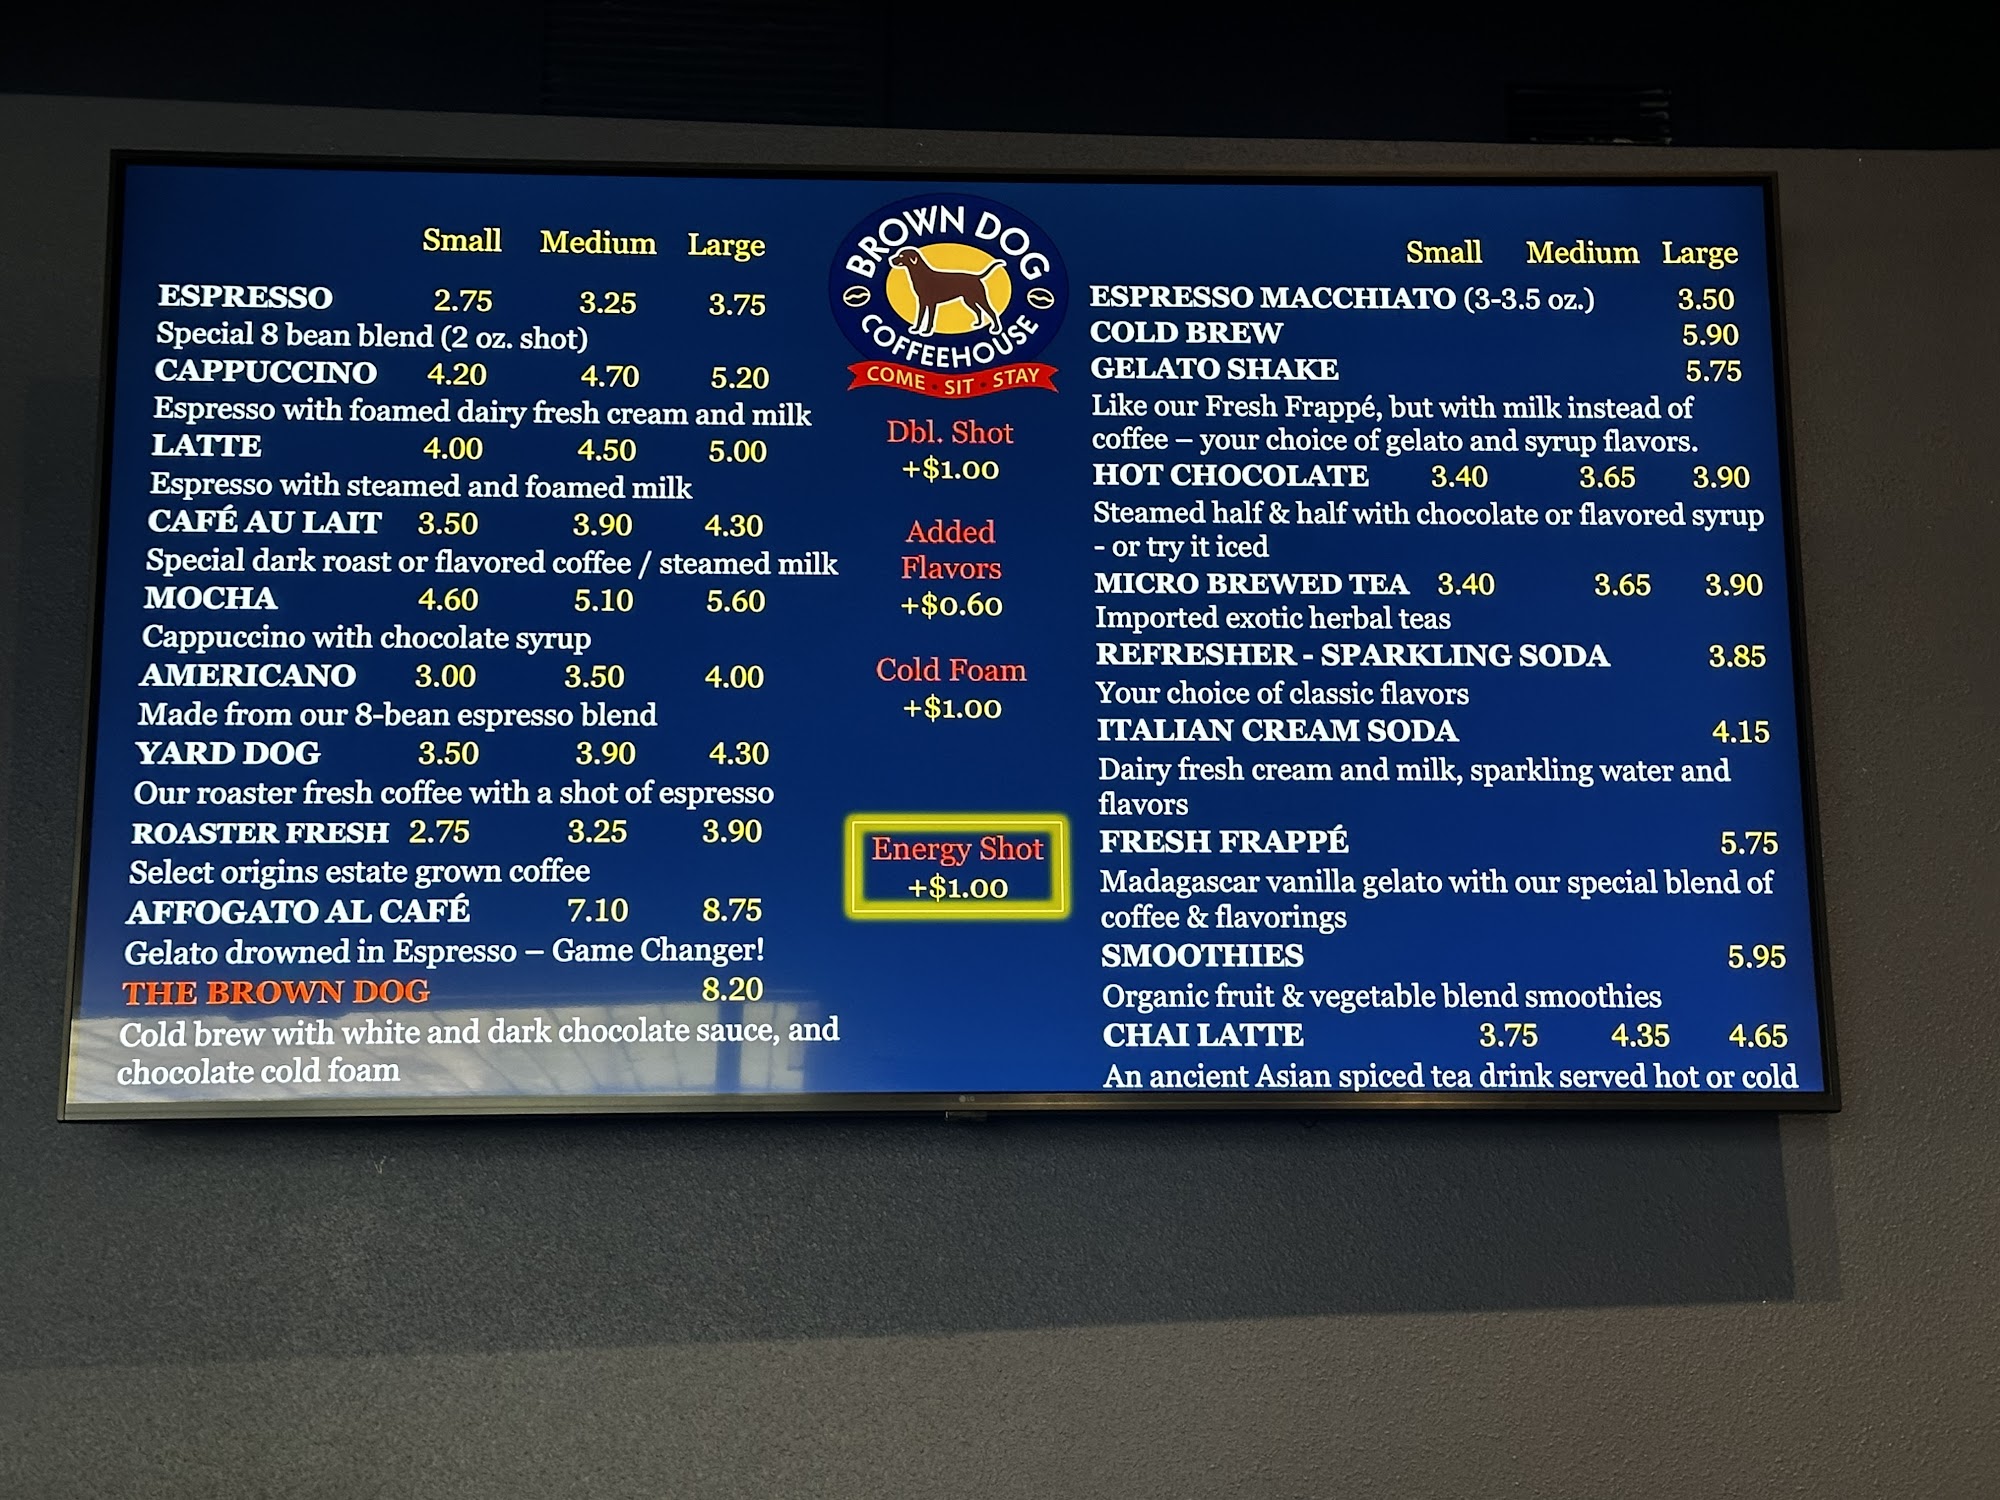 Small Medium Large
ESPRESSO 2.75 3.25 3.75
Special 8 bean blend (2 oz. shot)
CAPPUCCINO 4.20 4.70 5.20
Espresso with foamed dairy fresh cream and milk
LATTE 4.00 4.50 5.00
Espresso with steamed and foamed milk
CAFÉ AU LAIT 3.50 3.90 4.30
Special dark roast or flavored coffee / steamed milk
MOCHA 4.60 5.10 5.60
Cappuccino with chocolate syrup
AMERICANO 3.00 3.50 4.00
Made from our 8-bean espresso blend
YARD DOG 3.50 3.90 4.30
Our roaster fresh coffee with a shot of espresso
ROASTER FRESH 2.75 3.25 3.90
Select origins estate grown coffee
AFFOGATO AL CAFÉ 7.10 8.75
Gelato drowned in Espresso – Game Changer!
THE BROWN DOG 8.20
Cold brew with white and dark chocolate sauce, and
chocolate cold foam
BROWN DOG
COFFEEHOUSE
COME · SIT · STAY
Dbl. Shot
+$1.00
Added
Flavors
+$0.60
Cold Foam
+$1.00
Energy Shot
+$1.00
Small Medium Large
ESPRESSO MACCHIATO (3-3.5 oz.) 3.50
COLD BREW 5.90
GELATO SHAKE 5.75
Like our Fresh Frappé, but with milk instead of
coffee – your choice of gelato and syrup flavors.
HOT CHOCOLATE 3.40 3.65 3.90
Steamed half & half with chocolate or flavored syrup
- or try it iced
MICRO BREWED TEA 3.40 3.65 3.90
Imported exotic herbal teas
REFRESHER - SPARKLING SODA 3.85
Your choice of classic flavors
ITALIAN CREAM SODA 4.15
Dairy fresh cream and milk, sparkling water and
flavors
FRESH FRAPPÉ 5.75
Madagascar vanilla gelato with our special blend of
coffee & flavorings
SMOOTHIES 5.95
Organic fruit & vegetable blend smoothies
CHAI LATTE 3.75 4.35 4.65
An ancient Asian spiced tea drink served hot or cold
LG